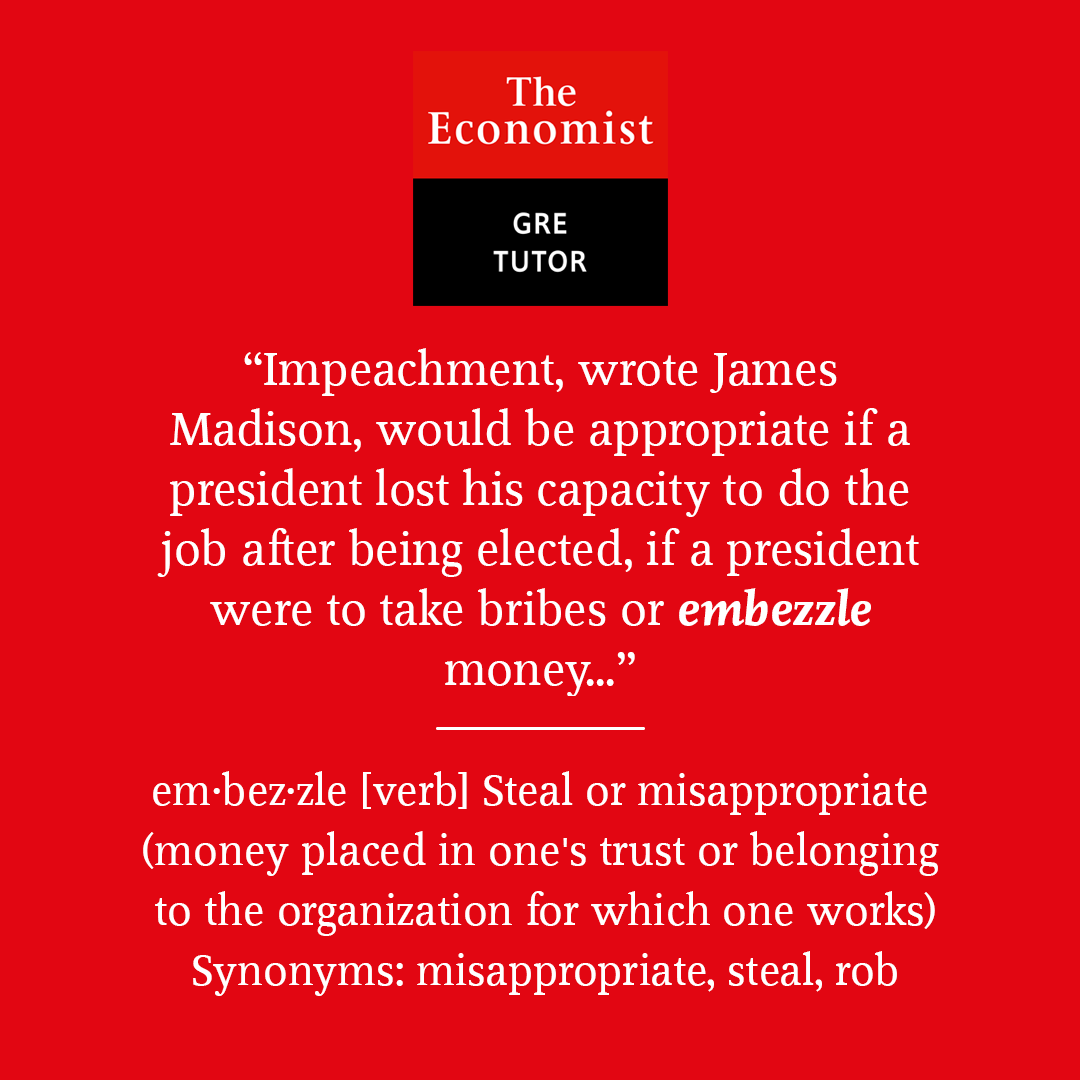 The
Economist
GRE
TUTOR
“Impeachment, wrote James
Madison, would be appropriate if a
president lost his capacity to do the
job after being elected, if a president
were to take bribes or embezzle
money...”
em·bez·zle [verb] Steal or misappropriate
(money placed in one's trust or belonging
to the organization for which one works)
Synonyms: misappropriate, steal, rob